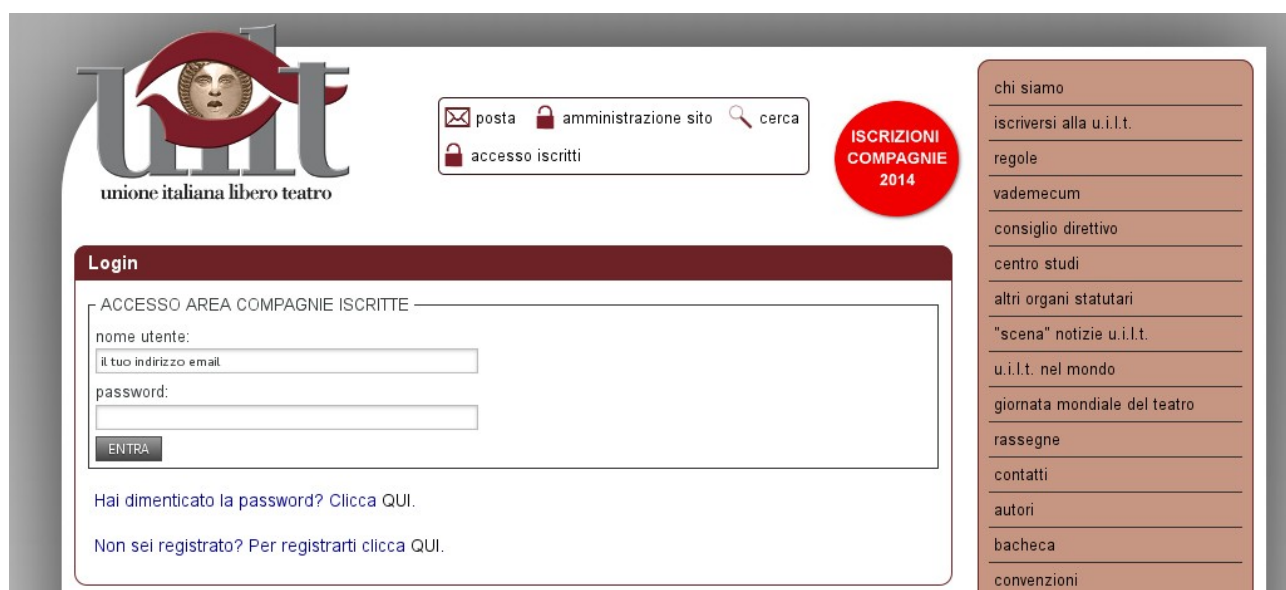 uilt
unione italiana libero teatro
posta amministrazione sito cerca
accesso iscritti
ISCRIZIONI
COMPAGNIE
2014
Login
ACCESSO AREA COMPAGNIE ISCRITTE
nome utente:
il tuo indirizzo email
password:
ENTRA
Hai dimenticato la password? Clicca QUI.
Non sei registrato? Per registrarti clicca QUI.
chi siamo
iscriversi alla u.i.l.t.
regole
vademecum
consiglio direttivo
centro studi
altri organi statutari
"scena" notizie u.i.l.t.
u.i.l.t. nel mondo
giornata mondiale del teatro
rassegne
contatti
autori
bacheca
convenzioni